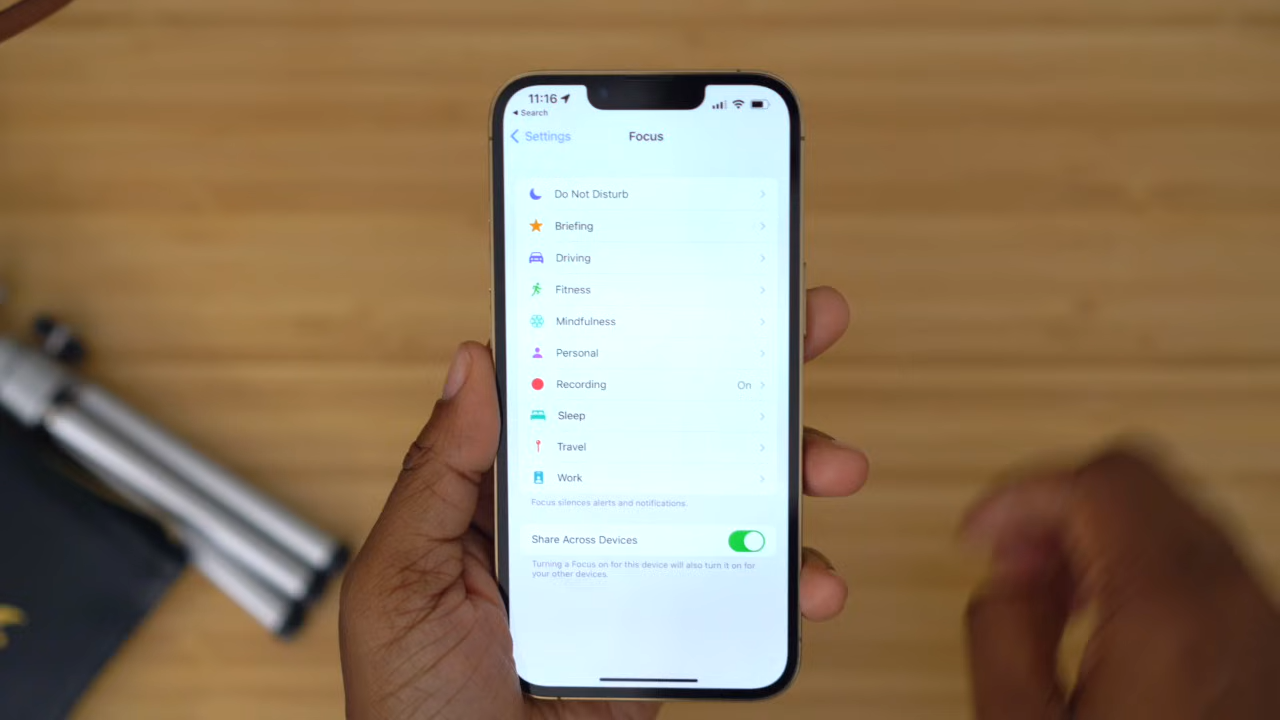 11:16
Search
Settings
Focus
Do Not Disturb
Briefing
Driving
Fitness
Mindfulness
Personal
Recording On
Sleep
Travel
Work
Focus silences alerts and notifications.
Share Across Devices
Turning a Focus on for this device will also turn it on for
your other devices.